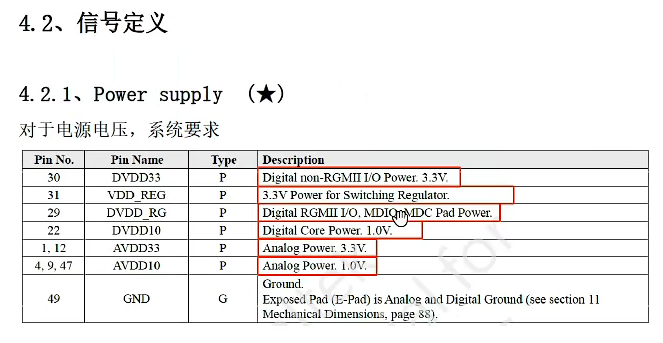 4.2、信号定义
4.2.1、Power supply （★）
对于电源电压，系统要求
Pin No. Pin Name Type Description
30 DVDD33 P Digital non-RGMII I/O Power. 3.3V.
31 VDD_REG P 3.3V Power for Switching Regulator.
29 DVDD_RG P Digital RGMII I/O, MDIO, MDC Pad Power.
22 DVDD10 P Digital Core Power. 1.0V.
1, 12 AVDD33 P Analog Power. 3.3V.
4, 9, 47 AVDD10 P Analog Power. 1.0V.
49 GND G Ground.
Exposed Pad (E-Pad) is Analog and Digital Ground (see section 11
Mechanical Dimensions, page 88).